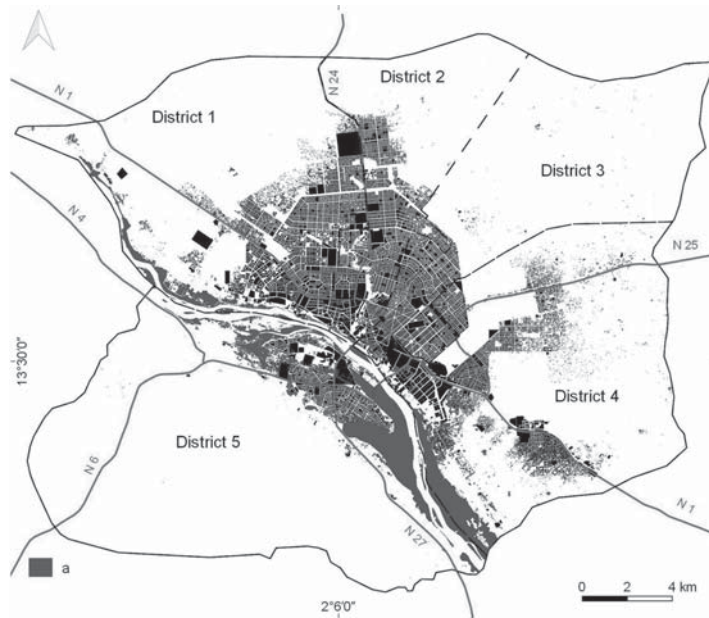 N 24
District 2
N 1
District 1
District 3
N 4
N 25
13°30'0"
District 4
District 5
N 6
N 1
N 27
a
0 2 4 km
2°6'0"